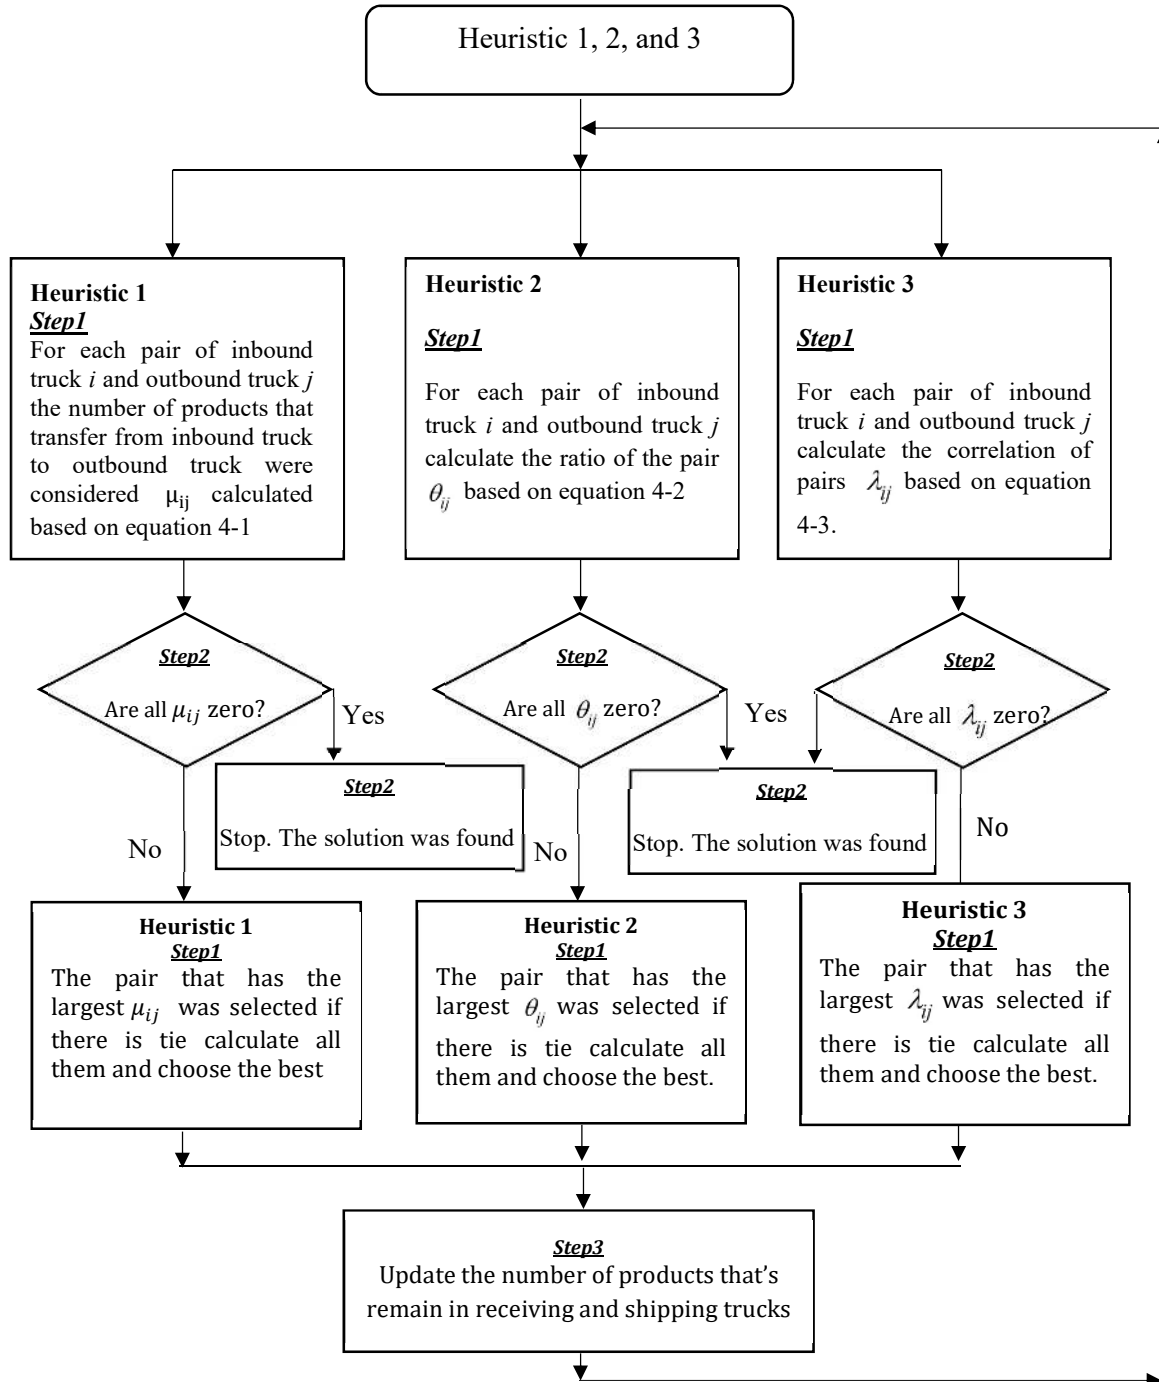 Heuristic 1, 2, and 3
Heuristic 1
Step1
For each pair of inbound
truck i and outbound truck j
the number of products that
transfer from inbound truck
to outbound truck were
considered μij calculated
based on equation 4-1
Heuristic 2
Step1
For each pair of inbound
truck i and outbound truck j
calculate the ratio of the pair
θij based on equation 4-2
Heuristic 3
Step1
For each pair of inbound
truck i and outbound truck j
calculate the correlation of
pairs λij based on equation
4-3.
Step2
Are all μij zero?
Yes
Step2
Are all θij zero?
Yes
Step2
Are all λij zero?
Step2
Stop. The solution was found
Step2
Stop. The solution was found
No
No
No
Heuristic 1
Step1
The pair that has the
largest μij was selected if
there is tie calculate all
them and choose the best
Heuristic 2
Step1
The pair that has the
largest θij was selected if
there is tie calculate all
them and choose the best.
Heuristic 3
Step1
The pair that has the
largest λij was selected if
there is tie calculate all
them and choose the best.
Step3
Update the number of products that's
remain in receiving and shipping trucks